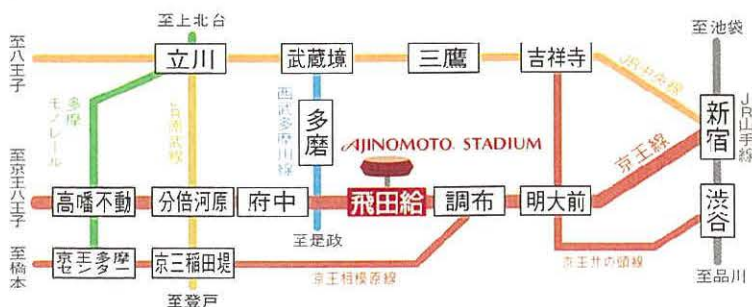 至上北台
至池袋
至八王子
立川
武蔵境
三鷹
吉祥寺
JR中央線
JR山手線
新宿
多摩
モノレール
南武線
西武多摩川線
多磨
AJINOMOTO STADIUM
京王線
至京王八王子
高幡不動
分倍河原
府中
飛田給
調布
明大前
渋谷
至是政
至橋本
京王多摩
センター
京王稲田堤
京王相模原線
京王井の頭線
至登戸
至品川